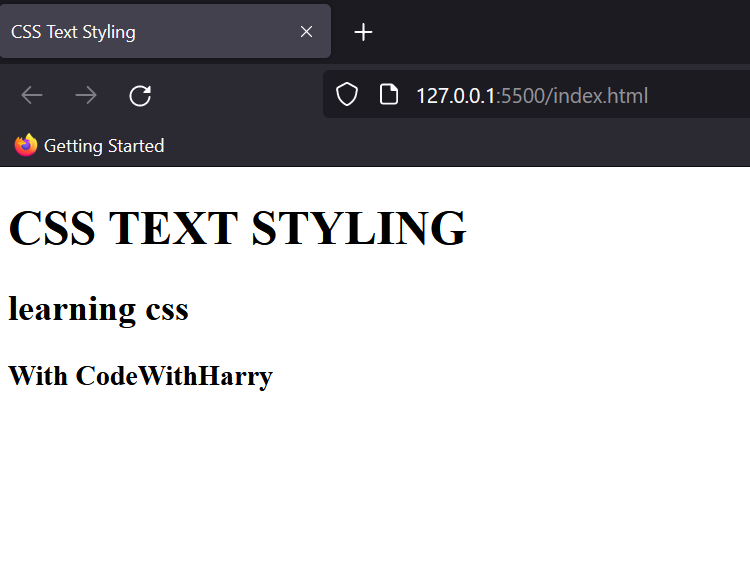 CSS Text Styling
127.0.0.1:5500/index.html
Getting Started
CSS TEXT STYLING
learning css
With CodeWithHarry